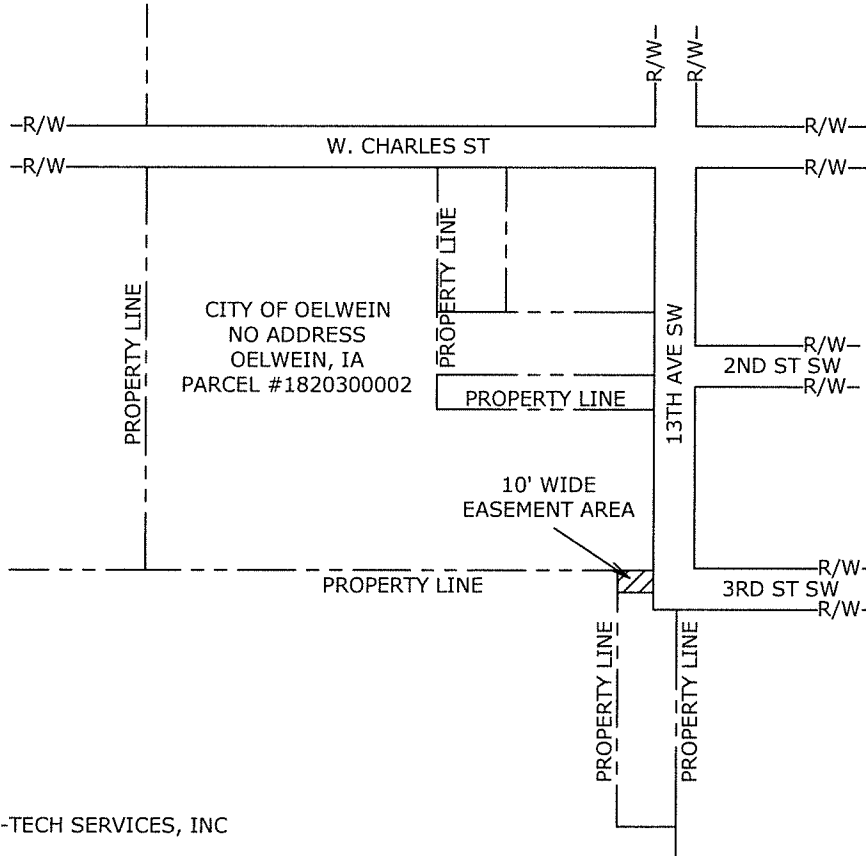 R/W
R/W
R/W
R/W
W. CHARLES ST
R/W
R/W
PROPERTY LINE
CITY OF OELWEIN
NO ADDRESS
OELWEIN, IA
PARCEL #1820300002
PROPERTY LINE
13TH AVE SW
R/W
2ND ST SW
R/W
PROPERTY LINE
10' WIDE
EASEMENT AREA
PROPERTY LINE
R/W
3RD ST SW
R/W
PROPERTY LINE
PROPERTY LINE
-TECH SERVICES, INC